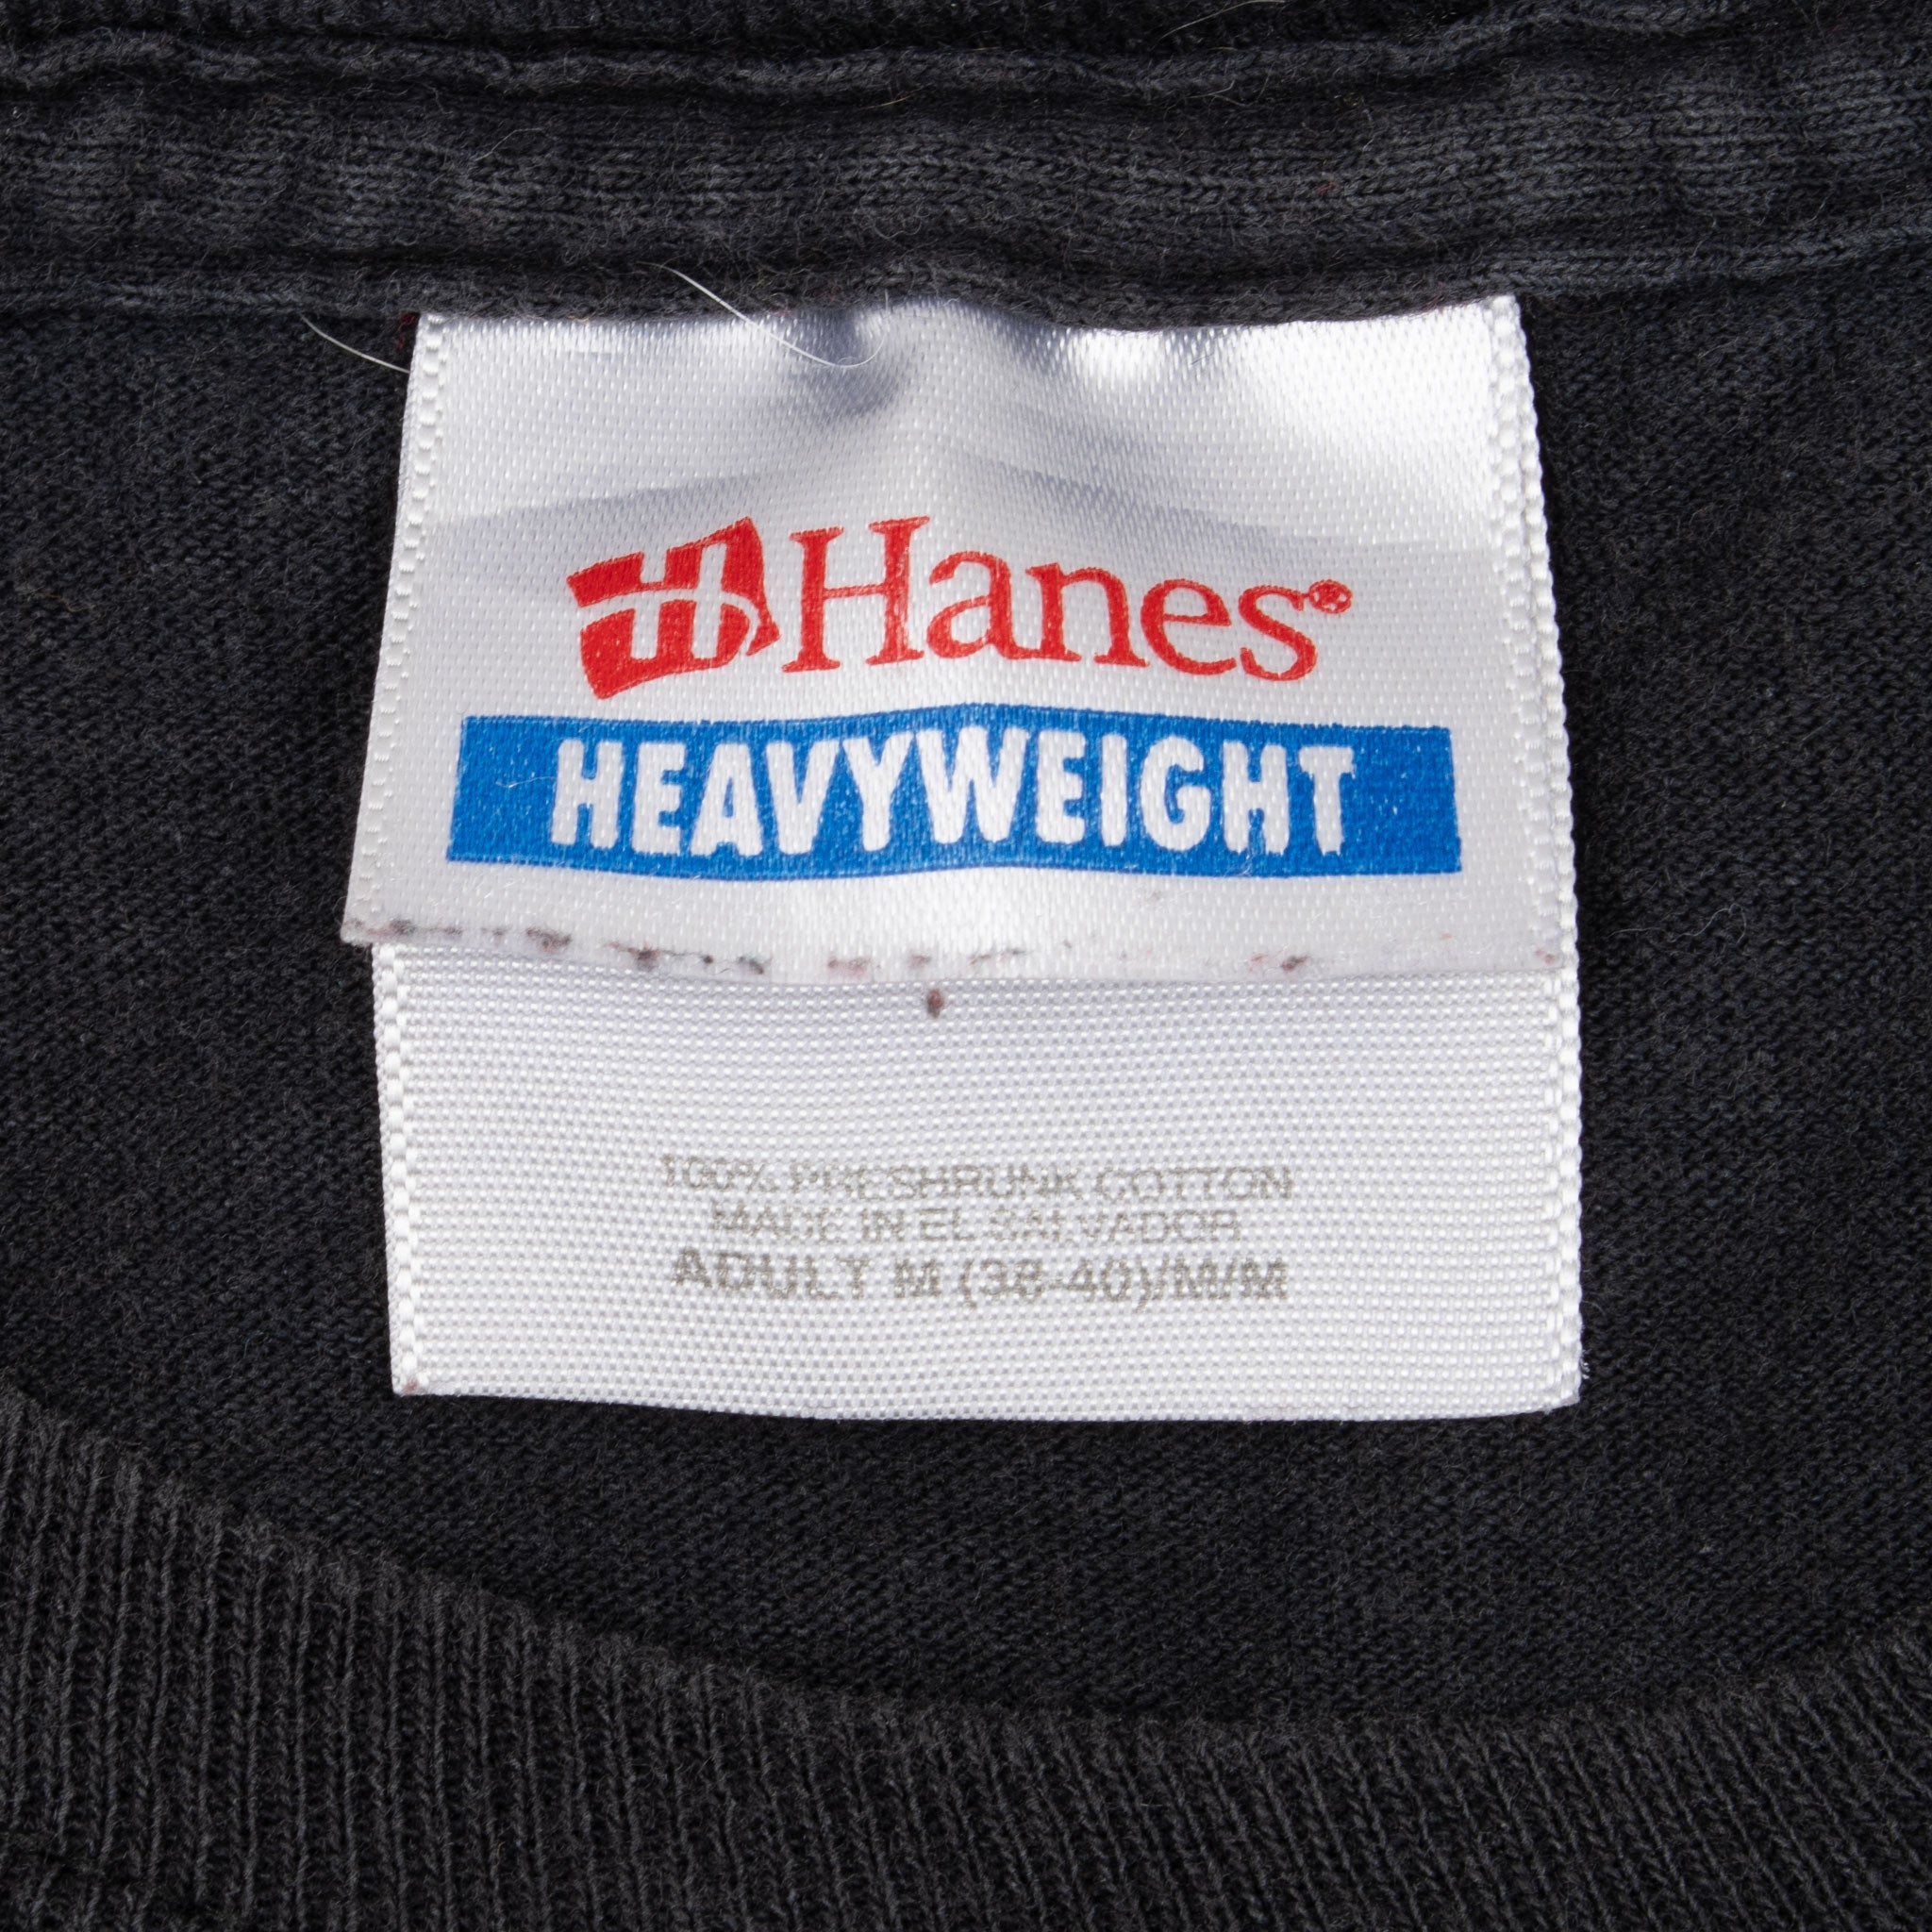 H Hanes®
HEAVYWEIGHT
100% PRESHRUNK COTTON
MADE IN EL SALVADOR
ADULT M (38-40)/M/M